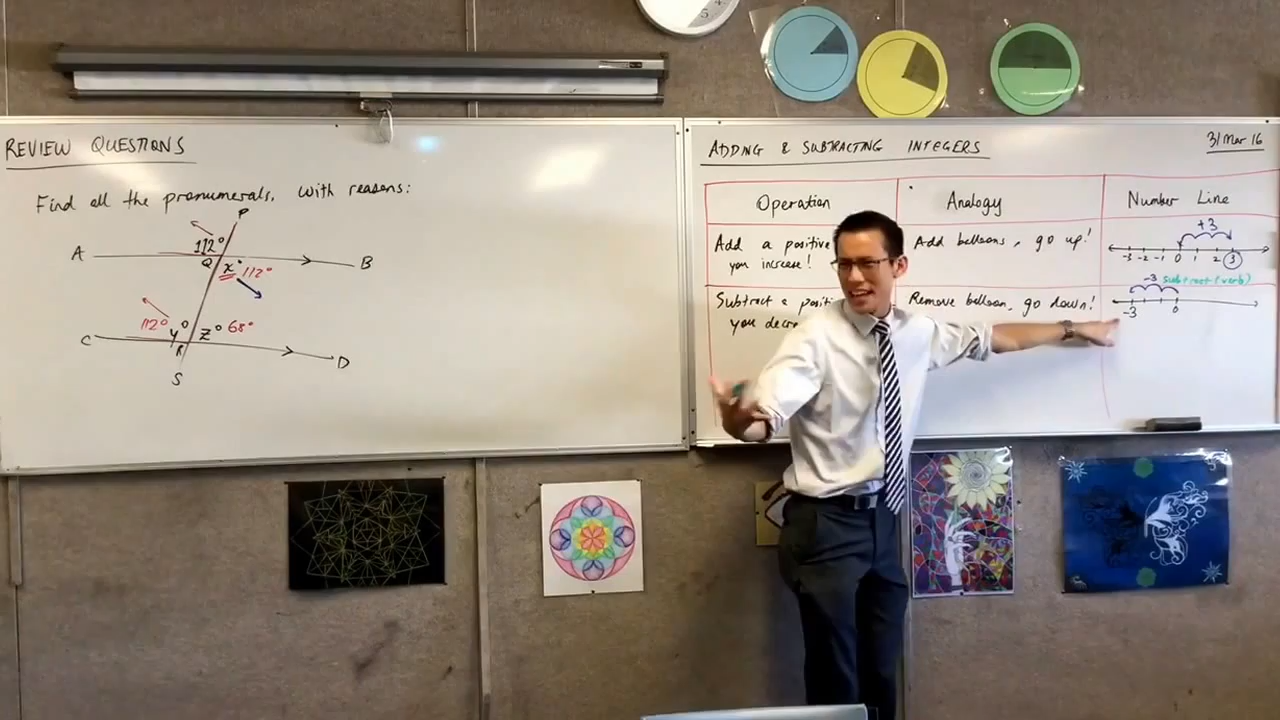 REVIEW QUESTIONS
Find all the pronumerals, with reasons:
P
112°
A
Q
B
x° 112°
112° y° z° 68°
C
R
D
S
ADDING & SUBTRACTING INTEGERS
31 Mar 16
Operation
Analogy
Number Line
Add a positive
you increase!
Add balloons, go up!
+3
-3 -2 -1 0 1 2 3
Subtract a positi
you decre
Remove balloon, go down!
-3 subtract (verb)
-3 0